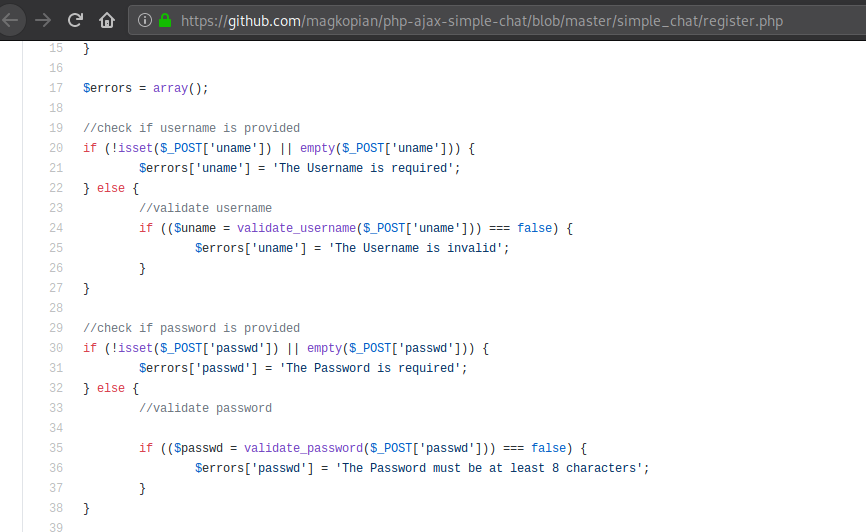 https://github.com/magkopian/php-ajax-simple-chat/blob/master/simple_chat/register.php
15 }
16
17 $errors = array();
18
19 //check if username is provided
20 if (!isset($_POST['uname']) || empty($_POST['uname'])) {
21 $errors['uname'] = 'The Username is required';
22 } else {
23 //validate username
24 if (($uname = validate_username($_POST['uname'])) === false) {
25 $errors['uname'] = 'The Username is invalid';
26 }
27 }
28
29 //check if password is provided
30 if (!isset($_POST['passwd']) || empty($_POST['passwd'])) {
31 $errors['passwd'] = 'The Password is required';
32 } else {
33 //validate password
34
35 if (($passwd = validate_password($_POST['passwd'])) === false) {
36 $errors['passwd'] = 'The Password must be at least 8 characters';
37 }
38 }
39